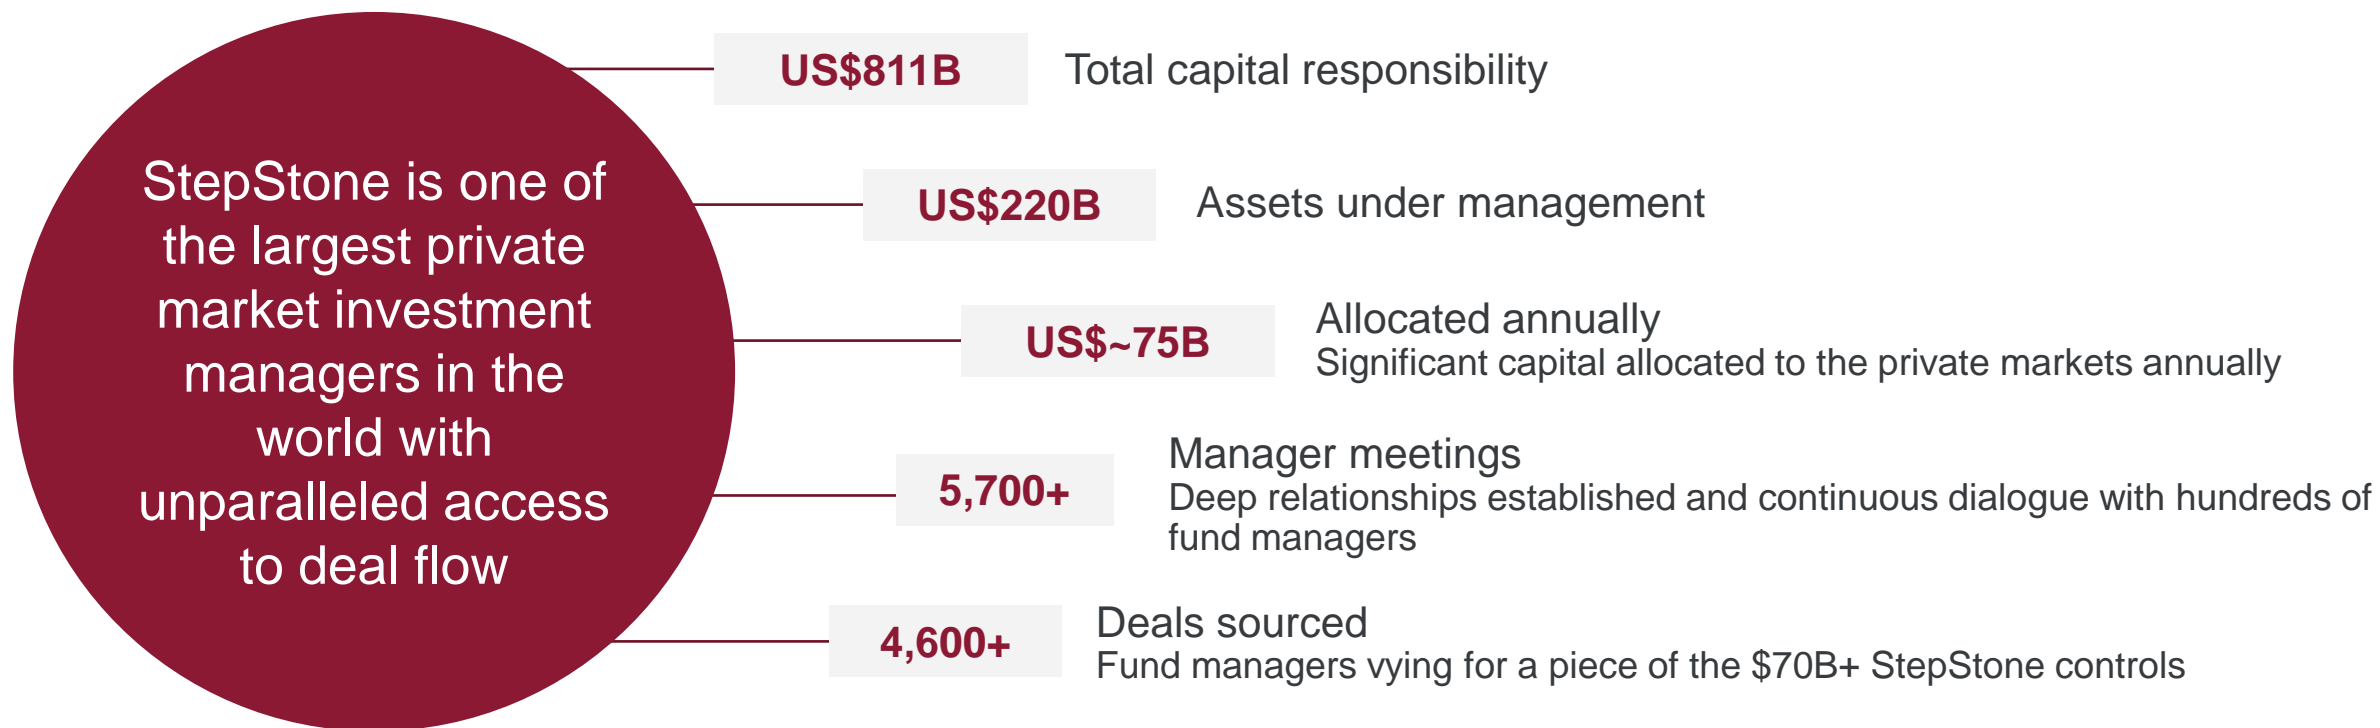 StepStone is one of
the largest private
market investment
managers in the
world with
unparalleled access
to deal flow
US$811B
Total capital responsibility
US$220B
Assets under management
US$~75B
Allocated annually
Significant capital allocated to the private markets annually
5,700+
Manager meetings
Deep relationships established and continuous dialogue with hundreds of
fund managers
4,600+
Deals sourced
Fund managers vying for a piece of the $70B+ StepStone controls